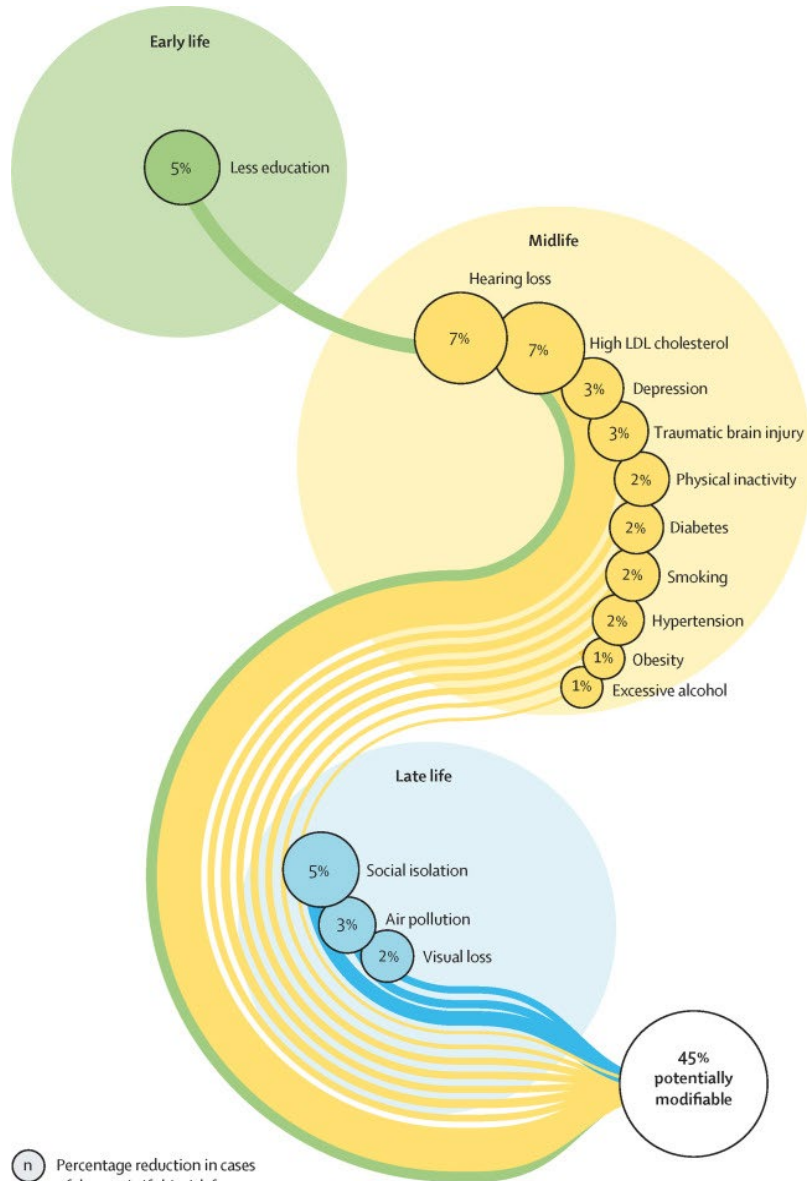 Early life
5%
Less education
Midlife
Hearing loss
7%
7%
High LDL cholesterol
3%
Depression
3%
Traumatic brain injury
2%
Physical inactivity
2%
Diabetes
2%
Smoking
2%
Hypertension
1%
Obesity
1%
Excessive alcohol
Late life
5%
Social isolation
3%
Air pollution
2%
Visual loss
45%
potentially
modifiable
n
Percentage reduction in cases